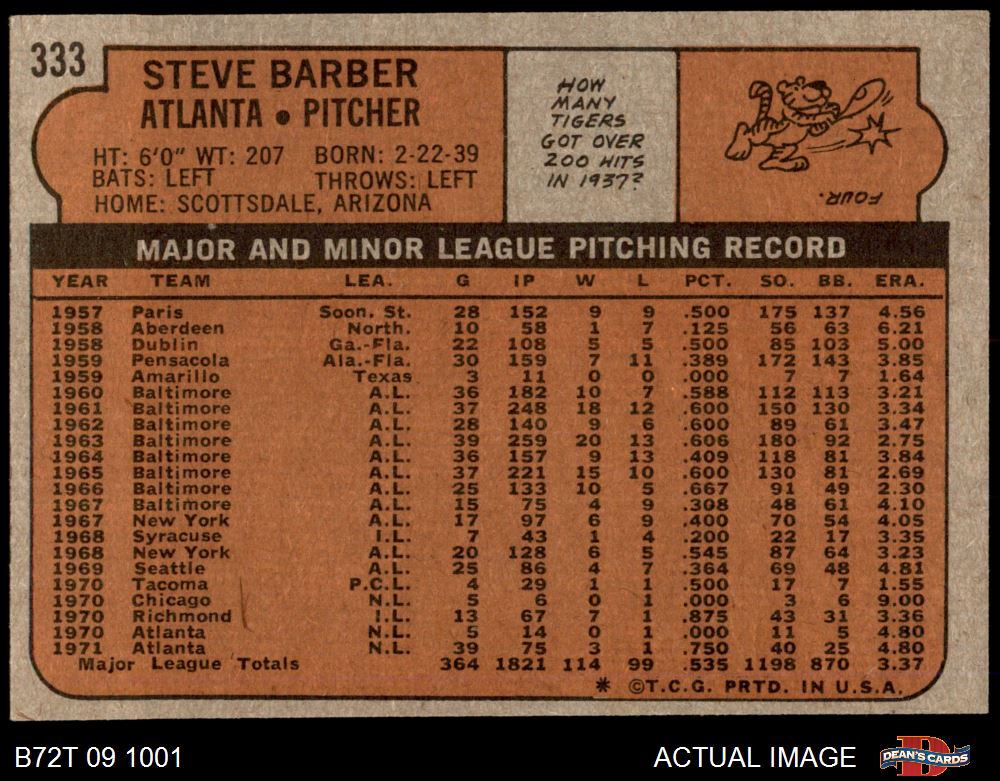 333
STEVE BARBER
ATLANTA • PITCHER
HT: 6'0" WT: 207 BORN: 2-22-39
BATS: LEFT THROWS: LEFT
HOME: SCOTTSDALE, ARIZONA
HOW
MANY
TIGERS
GOT OVER
200 HITS
IN 1937?
FOUR.
MAJOR AND MINOR LEAGUE PITCHING RECORD
YEAR TEAM LEA. G IP W L PCT. SO. BB. ERA.
1957 Paris Soon. St. 28 152 9 9 .500 175 137 4.56
1958 Aberdeen North. 10 58 1 7 .125 56 63 6.21
1958 Dublin Ga.-Fla. 22 108 5 5 .500 85 103 5.00
1959 Pensacola Ala.-Fla. 30 159 7 11 .389 172 143 3.85
1959 Amarillo Texas 3 11 0 0 .000 7 7 1.64
1960 Baltimore A.L. 36 182 10 7 .588 112 113 3.21
1961 Baltimore A.L. 37 248 18 12 .600 150 130 3.34
1962 Baltimore A.L. 28 140 9 6 .600 89 61 3.47
1963 Baltimore A.L. 39 259 20 13 .606 180 92 2.75
1964 Baltimore A.L. 36 157 9 13 .409 118 81 3.84
1965 Baltimore A.L. 37 221 15 10 .600 130 81 2.69
1966 Baltimore A.L. 25 133 10 5 .667 91 49 2.30
1967 Baltimore A.L. 15 75 4 9 .308 48 61 4.10
1967 New York A.L. 17 97 6 9 .400 70 54 4.05
1968 Syracuse I.L. 7 43 1 4 .200 22 17 3.35
1968 New York A.L. 20 128 6 5 .545 87 64 3.23
1969 Seattle A.L. 25 86 4 7 .364 69 48 4.81
1970 Tacoma P.C.L. 4 29 1 1 .500 17 7 1.55
1970 Chicago N.L. 5 6 0 1 .000 3 6 9.00
1970 Richmond I.L. 13 67 7 1 .875 43 31 3.36
1970 Atlanta N.L. 5 14 0 1 .000 11 5 4.80
1971 Atlanta N.L. 39 75 3 1 .750 40 25 4.80
Major League Totals 364 1821 114 99 .535 1198 870 3.37
* ©T.C.G. PRTD. IN U.S.A.
B72T 09 1001 ACTUAL IMAGE DEAN'S CARDS